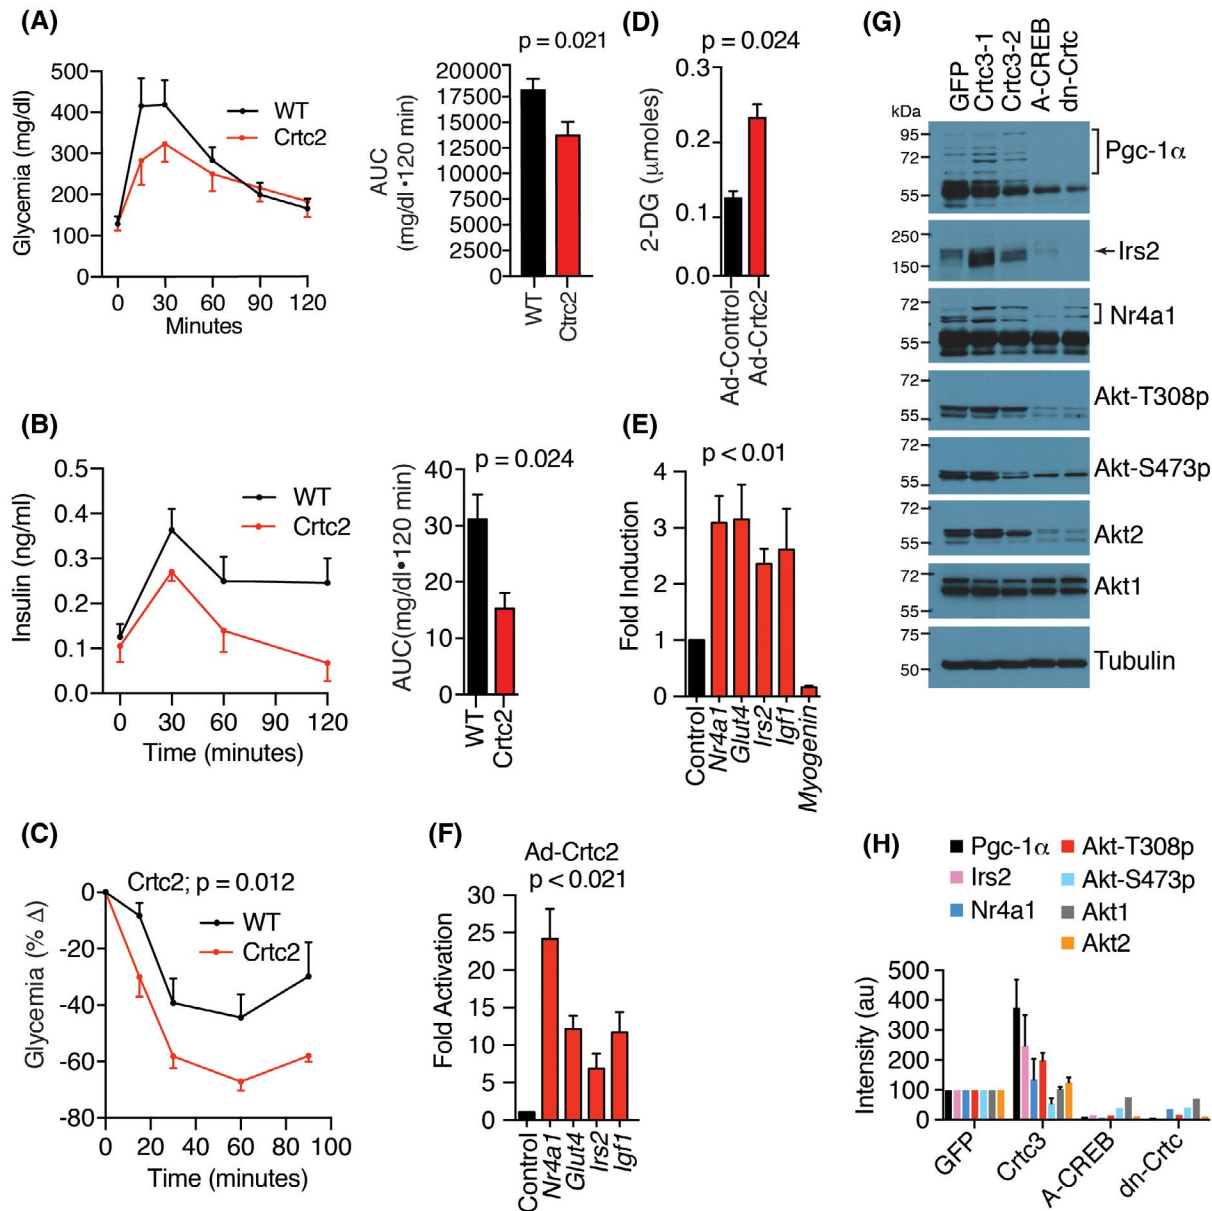 (A)
500
400
300
200
100
0
Glycemia (mg/dl)
WT
Crtc2
0 30 60 90 120
Minutes
20000
17500
15000
12500
10000
7500
5000
2500
0
AUC
(mg/dl•120 min)
p = 0.021
WT
Ctrc2
(D)
p = 0.024
0.3
0.2
0.1
0.0
2-DG (μmoles)
Ad-Control
Ad-Crtc2
(G)
GFP
Crtc3-1
Crtc3-2
A-CREB
dn-Crtc
kDa
95
72
55
Pgc-1α
250
150
Irs2
72
55
Nr4a1
72
55
Akt-T308p
72
55
Akt-S473p
72
55
Akt2
72
55
Akt1
75
50
Tubulin
(B)
0.5
0.4
0.3
0.2
0.1
0.0
Insulin (ng/ml)
WT
Crtc2
0 30 60 90 120
Time (minutes)
p = 0.024
40
30
20
10
0
AUC(mg/dl•120 min)
WT
Crtc2
(E)
p < 0.01
4
3
2
1
0
Fold Induction
Control
Nr4a1
Glut4
Irs2
Igf1
Myogenin
(C)
Crtc2; p = 0.012
WT
Crtc2
0
-20
-40
-60
-80
Glycemia (% Δ)
0 20 40 60 80 100
Time (minutes)
(F)
Ad-Crtc2
p < 0.021
30
25
20
15
10
5
0
Fold Activation
Control
Nr4a1
Glut4
Irs2
Igf1
(H)
Pgc-1α
Irs2
Nr4a1
Akt-T308p
Akt-S473p
Akt1
Akt2
500
400
300
200
100
0
Intensity (au)
GFP
Crtc3
A-CREB
dn-Crtc